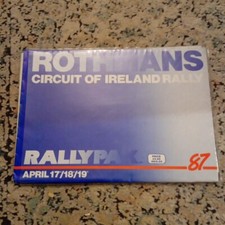 ROTHMANS
CIRCUIT OF IRELAND RALLY
RALLYPAK
87
APRIL 17/18/19